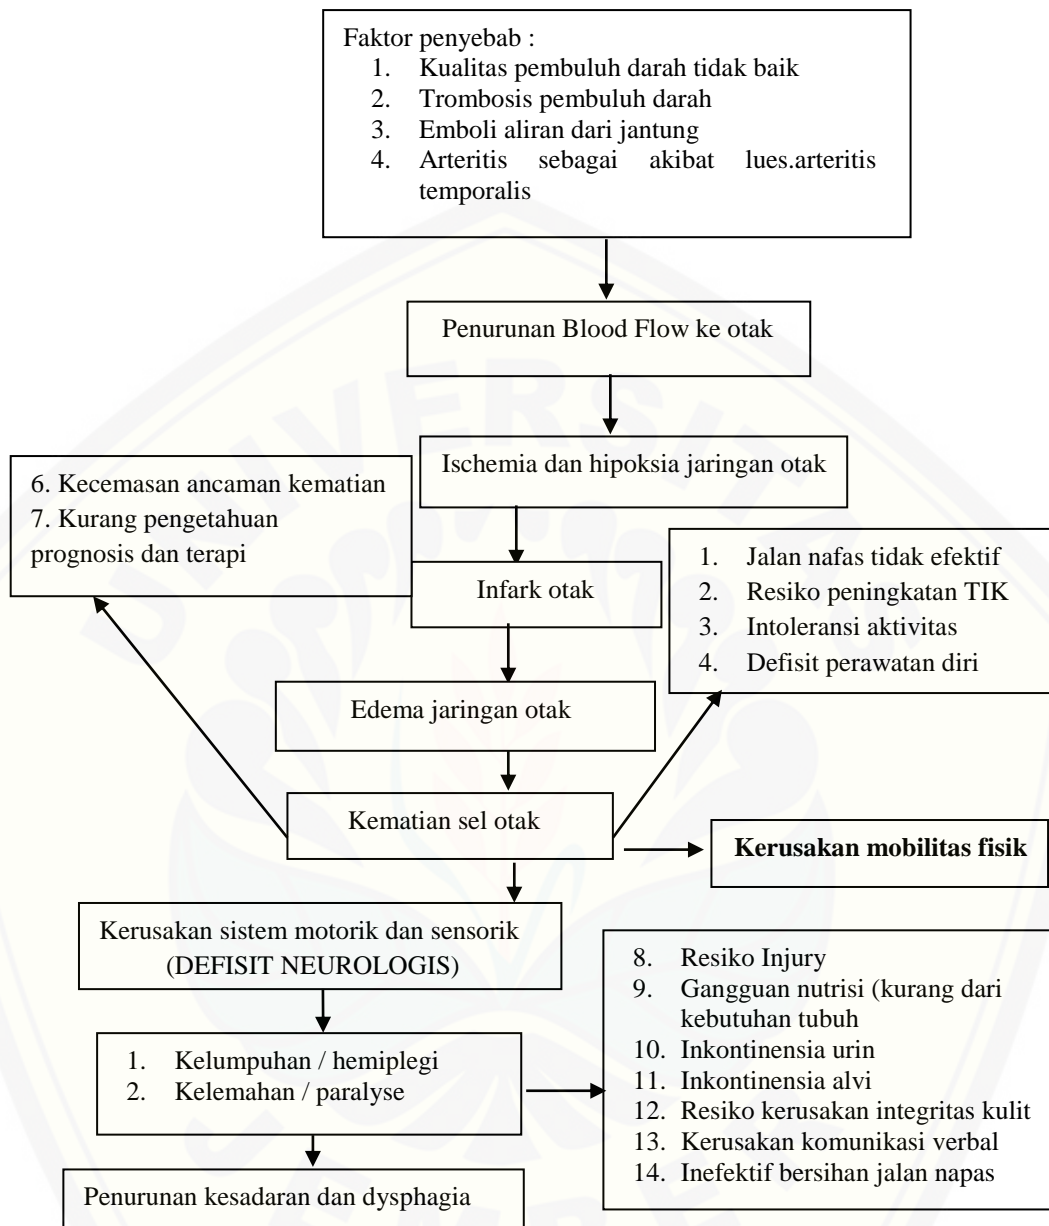 Faktor penyebab :
1. Kualitas pembuluh darah tidak baik
2. Trombosis pembuluh darah
3. Emboli aliran dari jantung
4. Arteritis sebagai akibat lues.arteritis
temporalis
Penurunan Blood Flow ke otak
Ischemia dan hipoksia jaringan otak
6. Kecemasan ancaman kematian
7. Kurang pengetahuan
prognosis dan terapi
Infark otak
1. Jalan nafas tidak efektif
2. Resiko peningkatan TIK
3. Intoleransi aktivitas
4. Defisit perawatan diri
Edema jaringan otak
Kematian sel otak
Kerusakan mobilitas fisik
Kerusakan sistem motorik dan sensorik
(DEFISIT NEUROLOGIS)
8. Resiko Injury
9. Gangguan nutrisi (kurang dari
kebutuhan tubuh
10. Inkontinensia urin
11. Inkontinensia alvi
12. Resiko kerusakan integritas kulit
13. Kerusakan komunikasi verbal
14. Inefektif bersihan jalan napas
1. Kelumpuhan / hemiplegi
2. Kelemahan / paralyse
Penurunan kesadaran dan dysphagia
UNIVERSITAS